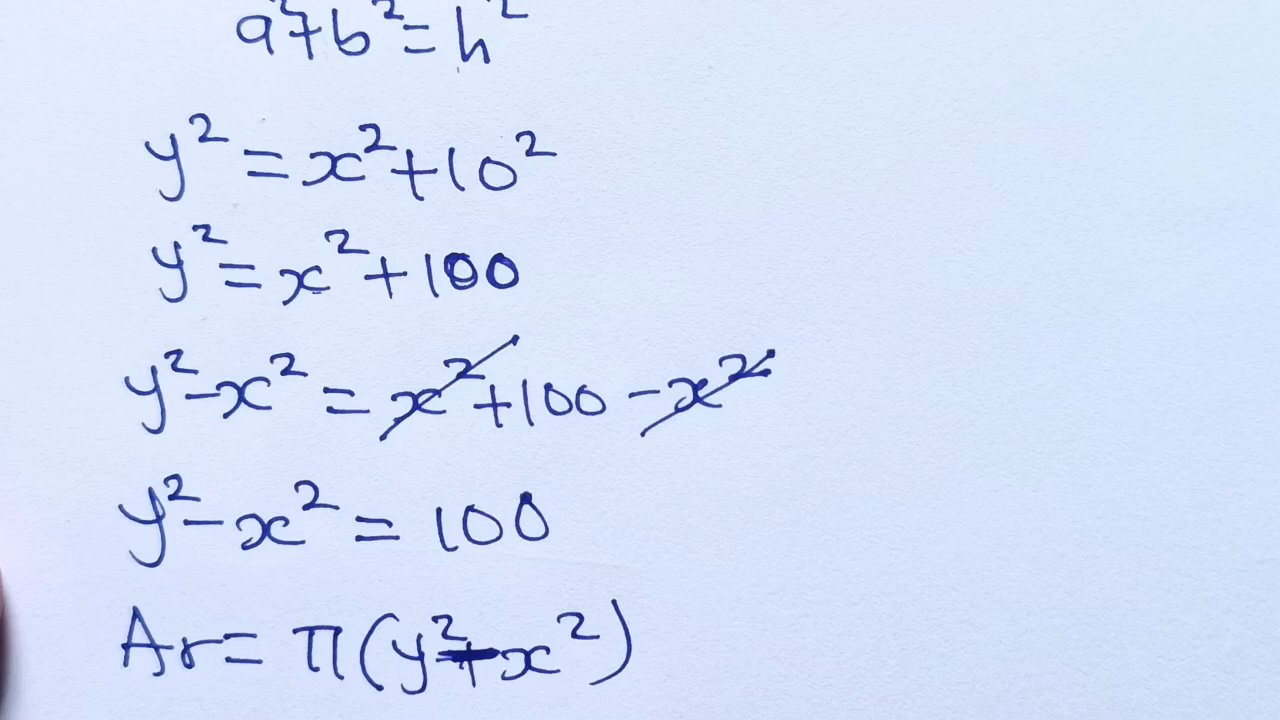 a²+b²=h²
y²=x²+10²
y²=x²+100
y²-x²=x²+100-x²
y²-x²=100
Ar=π(y²-x²)